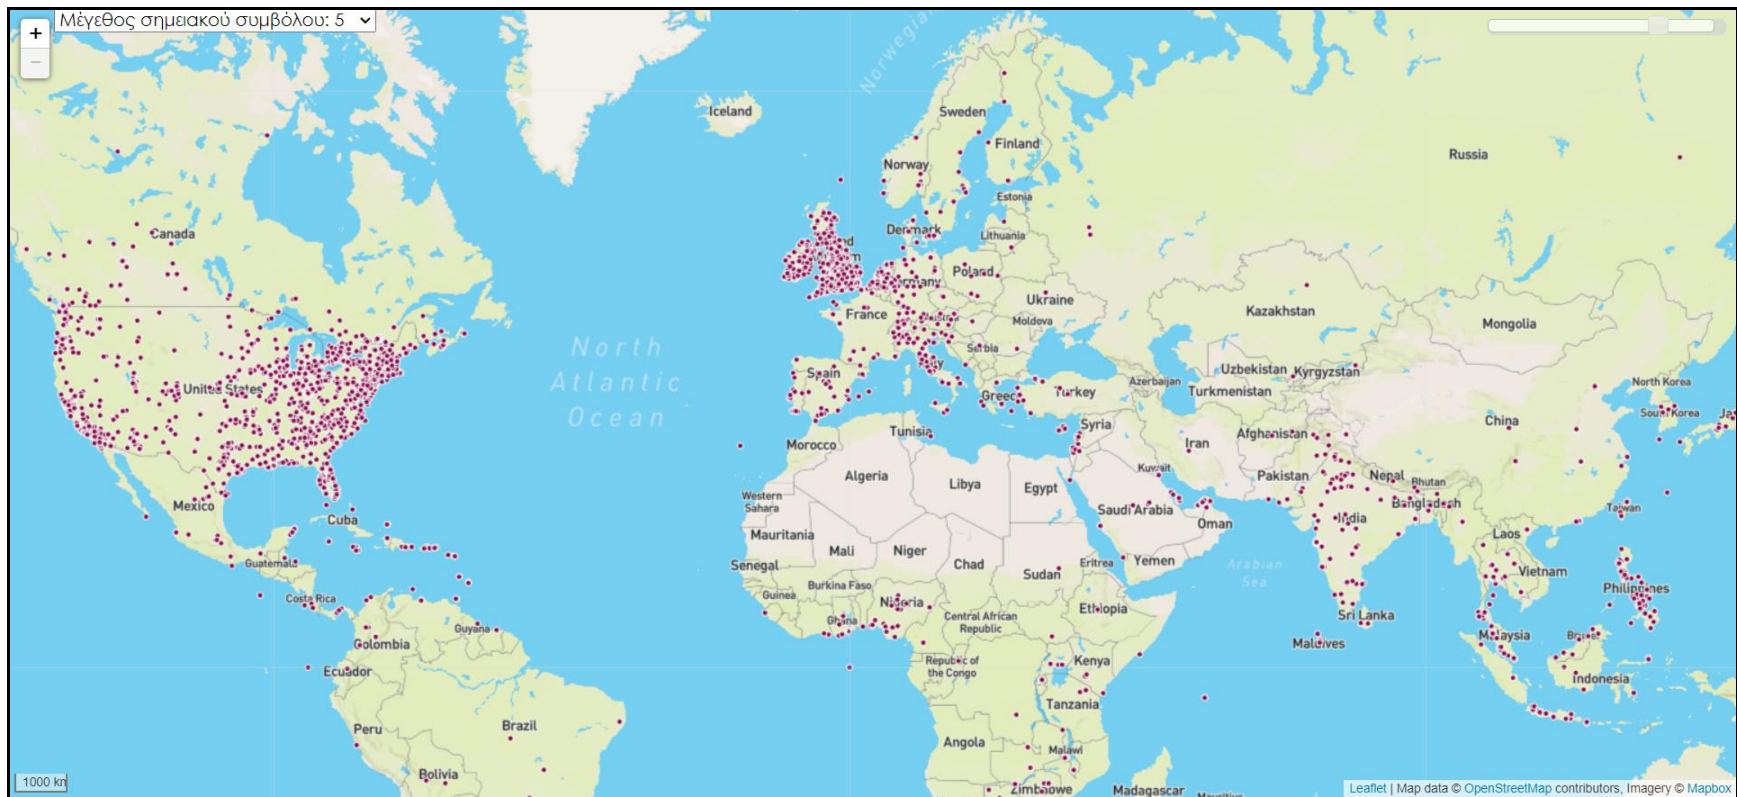 Μέγεθος σημειακού συμβόλου: 5
+
−
Norwegian
Iceland
Sweden
Finland
Norway
Russia
Estonia
Canada
Denmark
Lithuania
Poland
Ukraine
Kazakhstan
France
Moldova
Mongolia
North
Atlantic
Ocean
Serbia
Spain
Uzbekistan
Kyrgyzstan
United States
Turkey
Azerbaijan
Turkmenistan
North Korea
Greece
South Korea
China
Tunisia
Syria
Morocco
Iran
Afghanistan
Algeria
Libya
Egypt
Kuwait
Pakistan
Nepal
Bhutan
Mexico
Western
Sahara
Saudi Arabia
Bangladesh
Taiwan
Cuba
Oman
India
Mauritania
Mali
Niger
Chad
Laos
Guatemala
Senegal
Sudan
Eritrea
Yemen
Arabian
Sea
Vietnam
Burkina Faso
Guinea
Philippines
Costa Rica
Nigeria
Ethiopia
Ghana
Central African
Republic
Sri Lanka
Guyana
Colombia
Maldives
Malaysia
Ecuador
Republic of
the Congo
Kenya
Indonesia
Tanzania
Peru
Brazil
Angola
Malawi
Bolivia
1000 km
Zimbabwe
Madagascar
Mauritius
Leaflet | Map data © OpenStreetMap contributors, Imagery © Mapbox